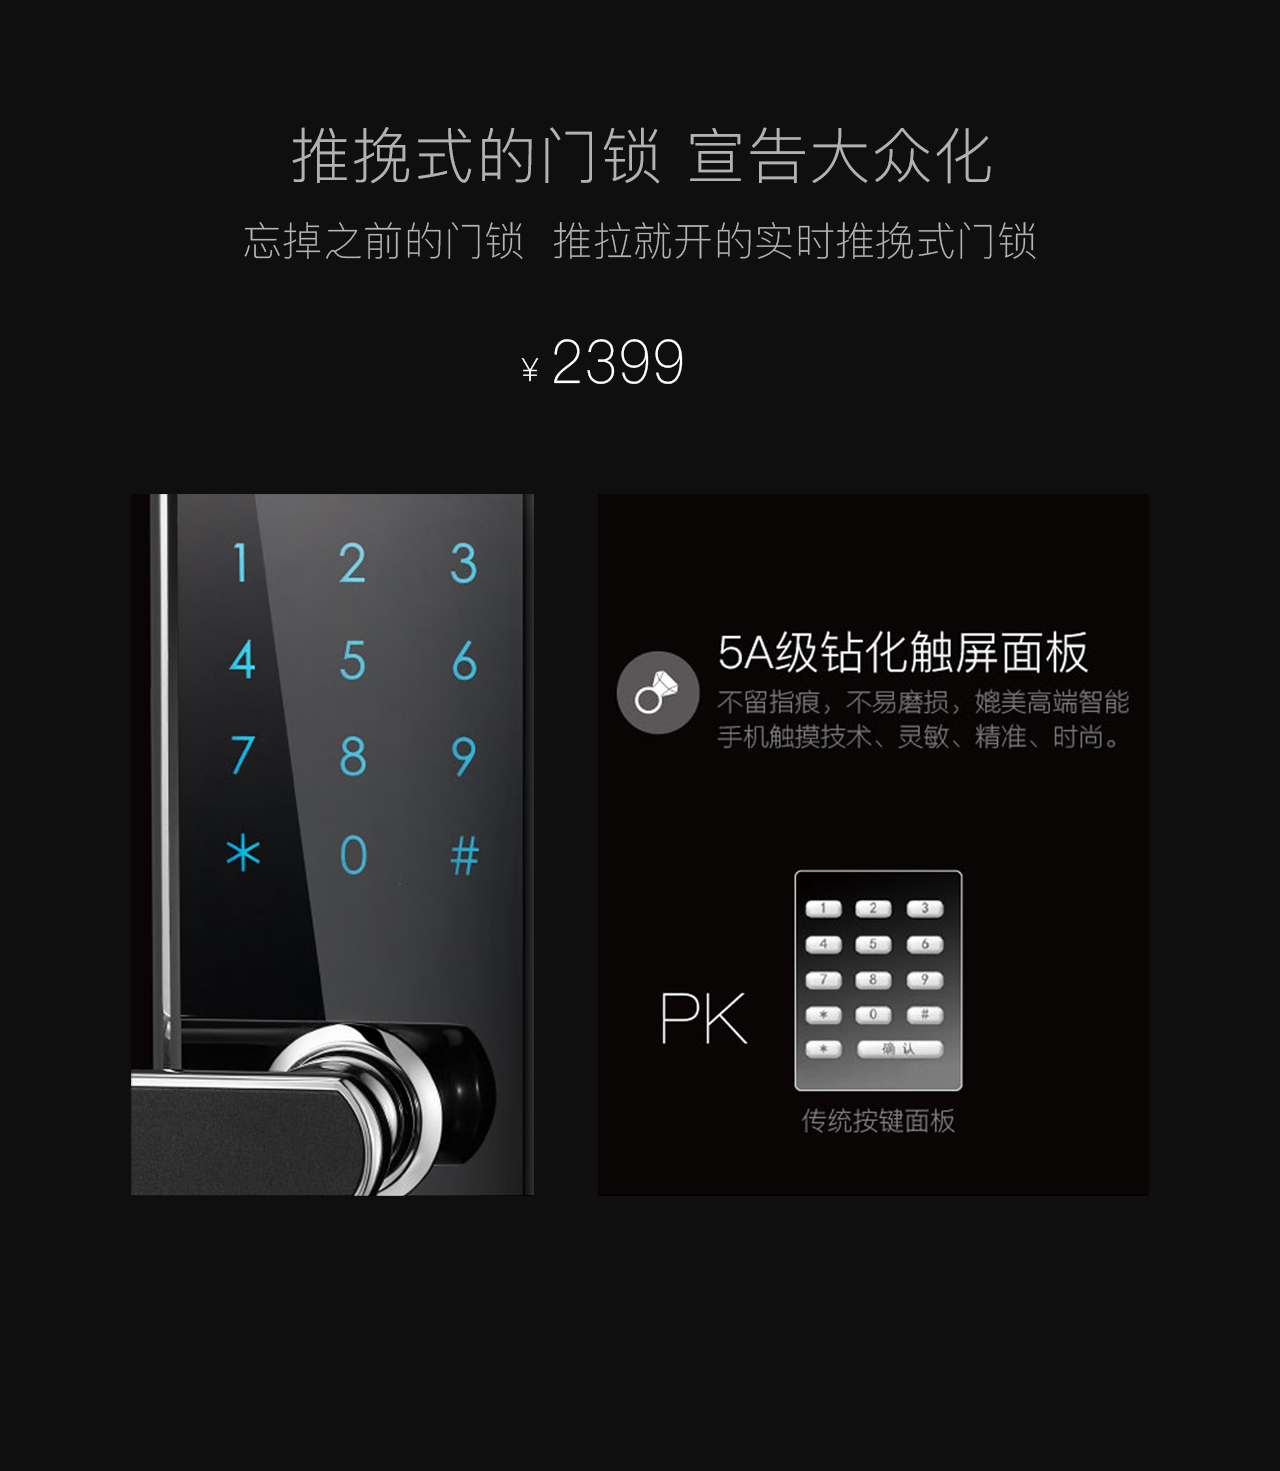 推挽式的门锁 宣告大众化
忘掉之前的门锁 推拉就开的实时推挽式门锁
¥ 2399
1 2 3
4 5 6
7 8 9
* 0 #
5A级钻化触屏面板
不留指痕，不易磨损，媲美高端智能
手机触摸技术、灵敏、精准、时尚。
PK
1 2 3
4 5 6
7 8 9
* 0 #
* 确 认
传统按键面板